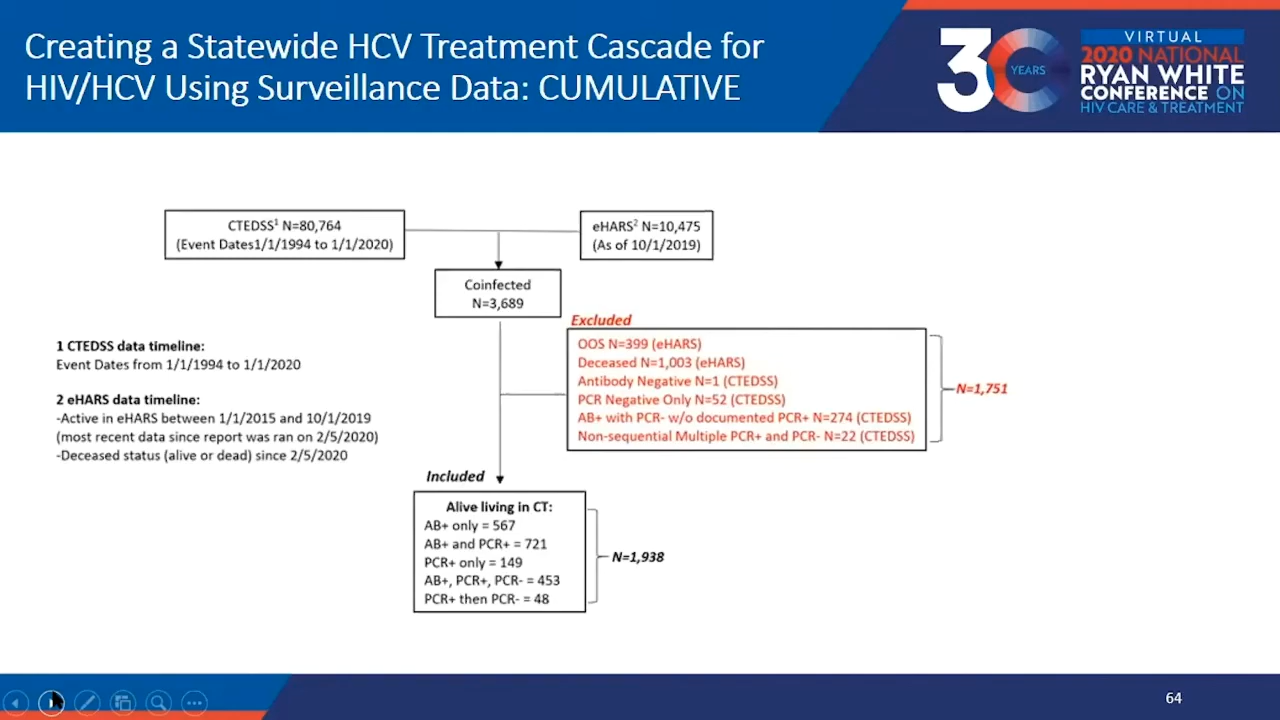 Creating a Statewide HCV Treatment Cascade for
HIV/HCV Using Surveillance Data: CUMULATIVE
30
YEARS
VIRTUAL
2020 NATIONAL
RYAN WHITE
CONFERENCE ON
HIV CARE & TREATMENT
CTEDSS1 N=80,764
(Event Dates1/1/1994 to 1/1/2020)
eHARS2 N=10,475
(As of 10/1/2019)
Coinfected
N=3,689
Excluded
OOS N=399 (eHARS)
Deceased N=1,003 (eHARS)
Antibody Negative N=1 (CTEDSS)
PCR Negative Only N=52 (CTEDSS)
AB+ with PCR- w/o documented PCR+ N=274 (CTEDSS)
Non-sequential Multiple PCR+ and PCR- N=22 (CTEDSS)
N=1,751
1 CTEDSS data timeline:
Event Dates from 1/1/1994 to 1/1/2020
2 eHARS data timeline:
-Active in eHARS between 1/1/2015 and 10/1/2019
(most recent data since report was ran on 2/5/2020)
-Deceased status (alive or dead) since 2/5/2020
Included
Alive living in CT:
AB+ only = 567
AB+ and PCR+ = 721
PCR+ only = 149
AB+, PCR+, PCR- = 453
PCR+ then PCR- = 48
N=1,938
64